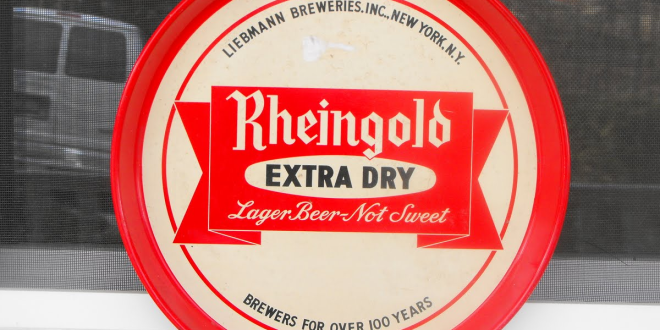 LIEBMANN BREWERIES.INC., NEW YORK, N.Y.
Rheingold
EXTRA DRY
Lager Beer-Not Sweet
BREWERS FOR OVER 100 YEARS